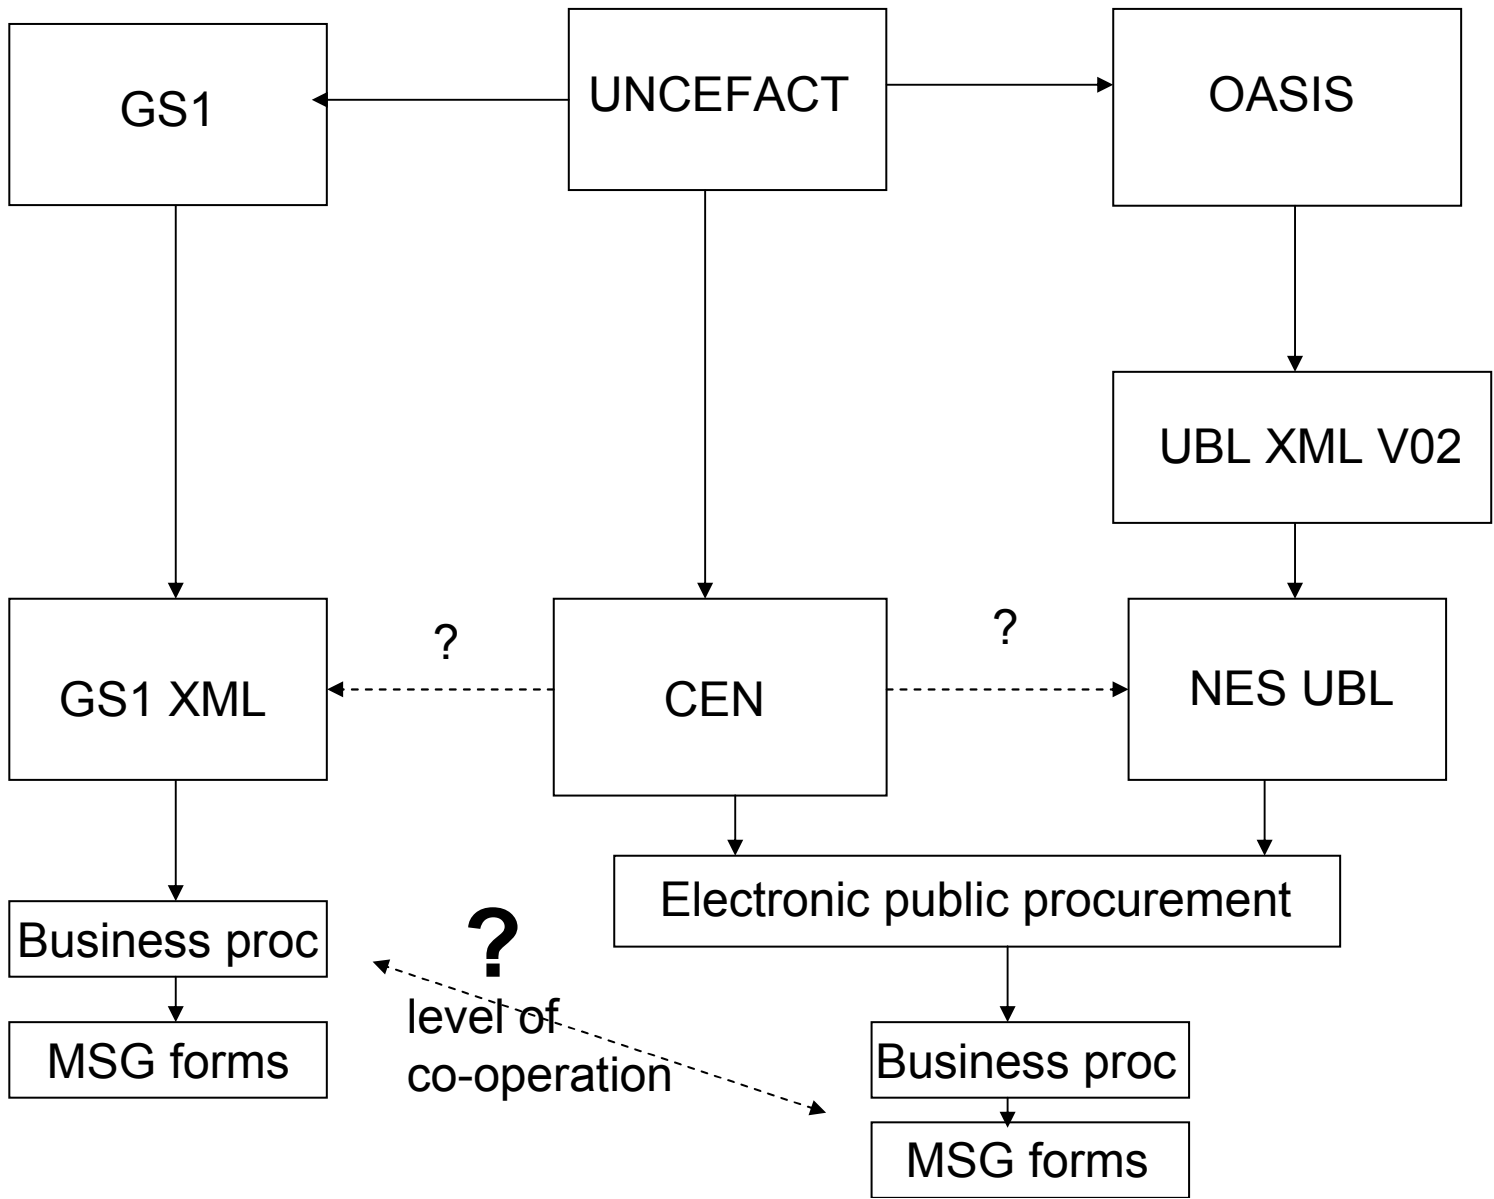 GS1
UNCEFACT
OASIS
UBL XML V02
?
?
GS1 XML
CEN
NES UBL
Electronic public procurement
Business proc
?
level of
co-operation
MSG forms
Business proc
MSG forms